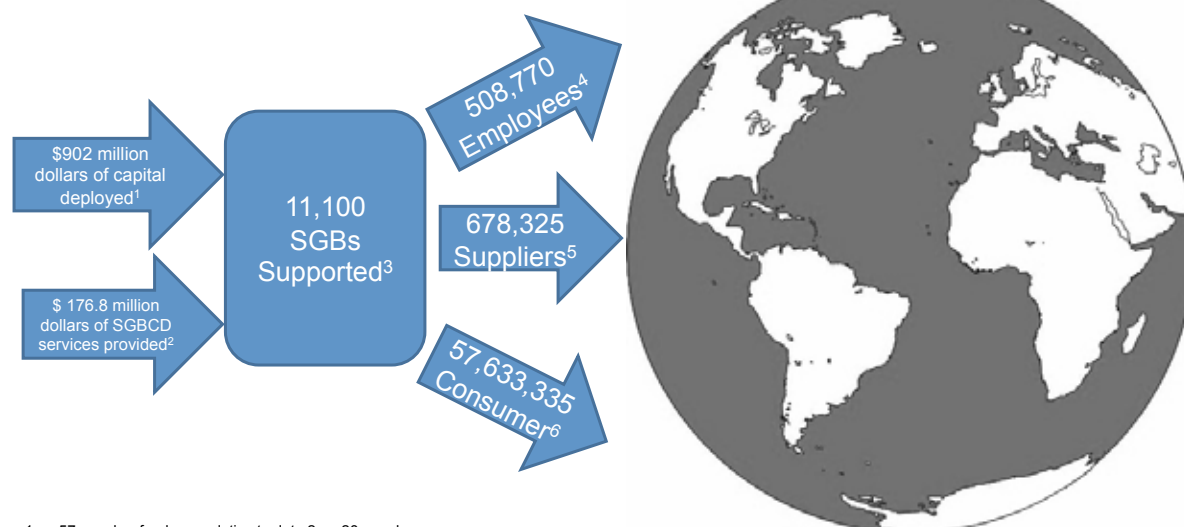 $902 million
dollars of capital
deployed1
$ 176.8 million
dollars of SGBCD
services provided2
11,100
SGBs
Supported3
508,770
Employees4
678,325
Suppliers5
57,633,335
Consumer6